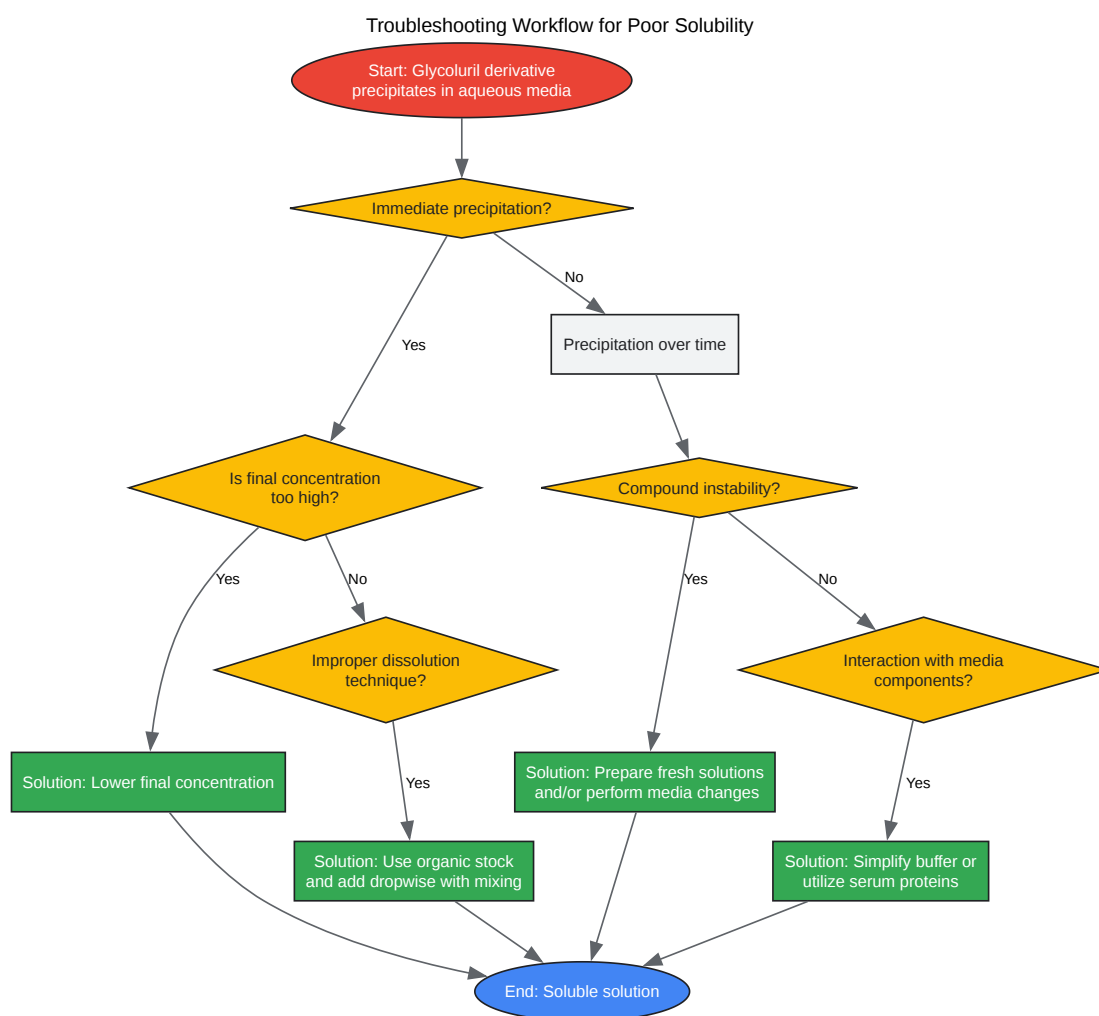 Troubleshooting Workflow for Poor Solubility
Start: Glycoluril derivative
precipitates in aqueous media
Immediate precipitation?
No
Yes
Precipitation over time
Is final concentration
too high?
Compound instability?
Yes
No
Yes
No
Improper dissolution
technique?
Interaction with media
components?
Solution: Lower final concentration
Yes
Solution: Prepare fresh solutions
and/or perform media changes
Yes
Solution: Use organic stock
and add dropwise with mixing
Solution: Simplify buffer or
utilize serum proteins
End: Soluble solution